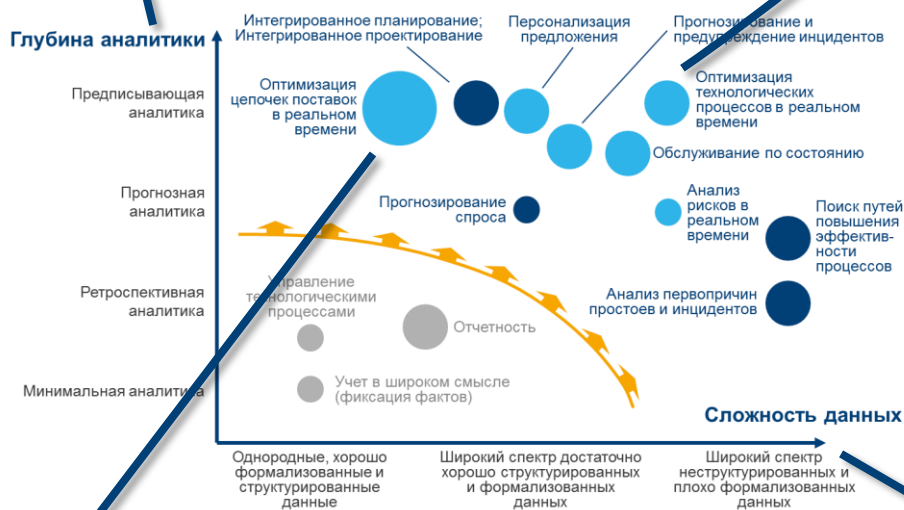 Интегрированное планирование;
Интегрированное проектирование
Персонализация
предложения
Прогнозирование и
предупреждение инцидентов
Глубина аналитики
Оптимизация
цепочек поставок
в реальном
времени
Оптимизация
технологических
процессов в реальном
времени
Предписывающая
аналитика
Обслуживание по состоянию
Прогнозная
аналитика
Прогнозирование
спроса
Анализ
рисков в
реальном
времени
Поиск путей
повышения
эффектив-
ности
процессов
Ретроспективная
аналитика
Управление
технологическими
процессами
Отчетность
Анализ первопричин
простоев и инцидентов
Минимальная аналитика
Учет в широком смысле
(фиксация фактов)
Сложность данных
Однородные, хорошо
формализованные и
структурированные
данные
Широкий спектр достаточно
хорошо структурированных
и формализованных
данных
Широкий спектр
неструктурированных и
плохо формализованных
данных